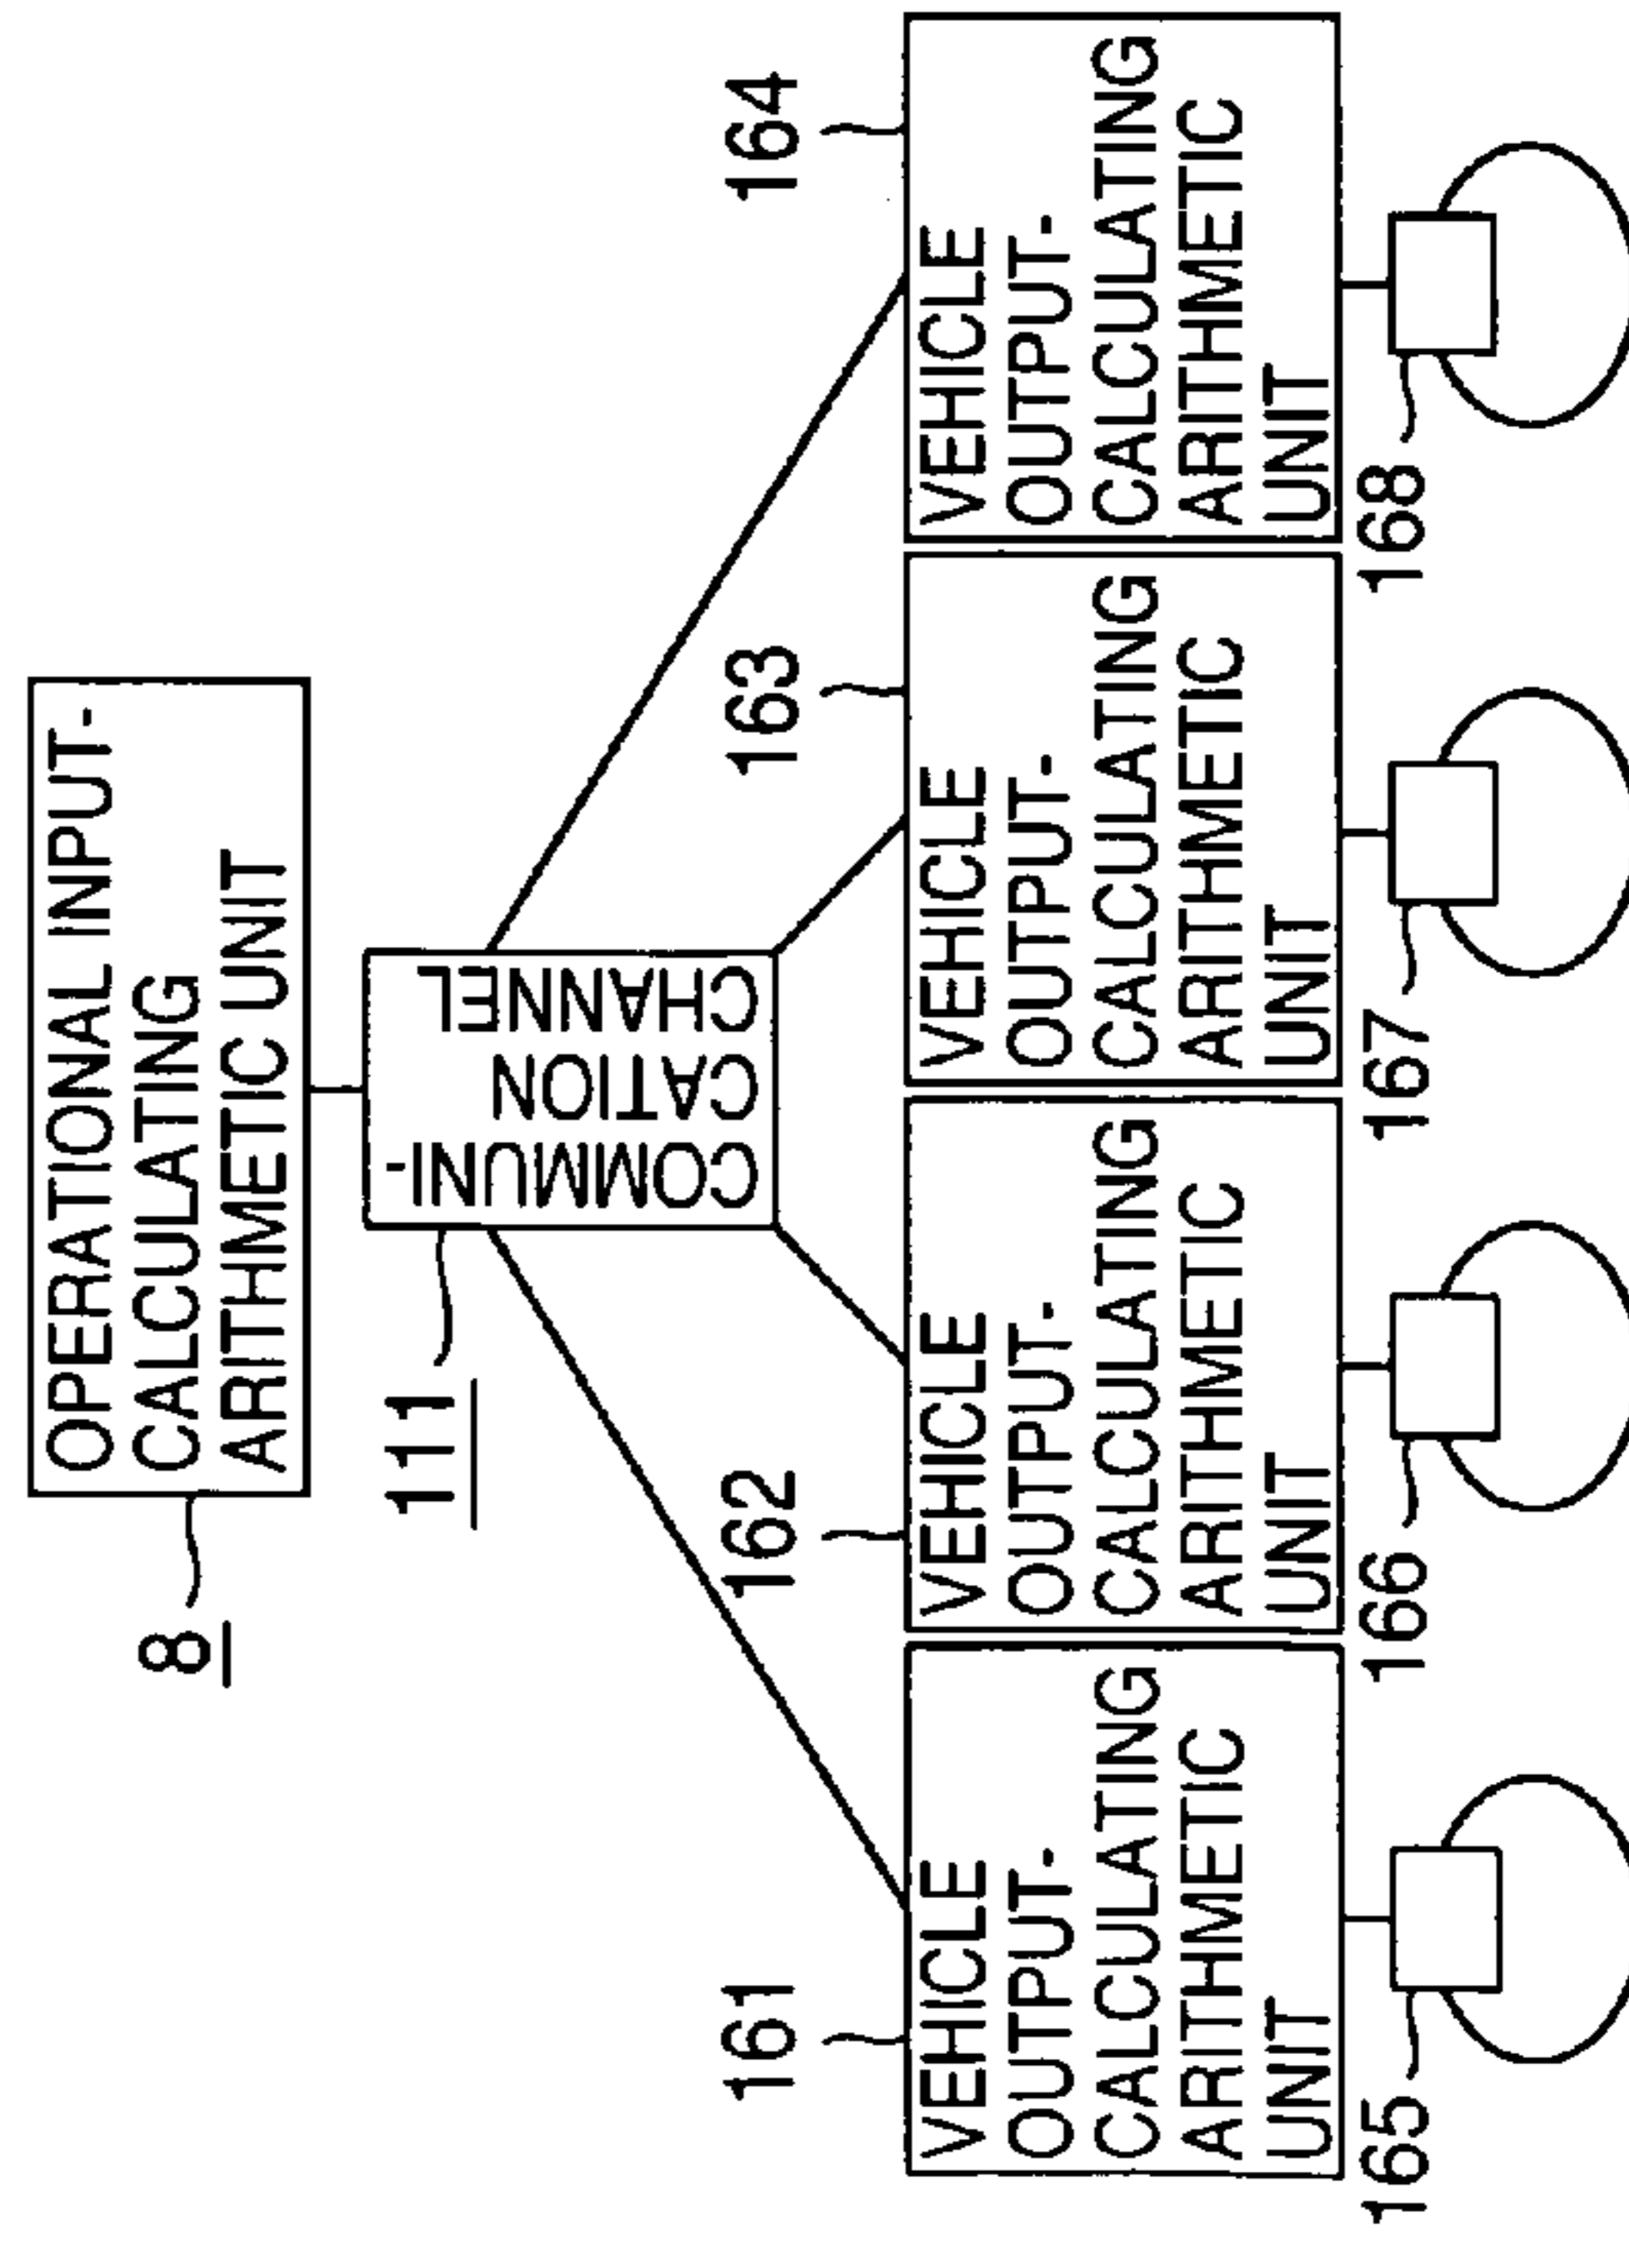 OPERATIONAL INPUT-
CALCULATING
ARITHMETIC UNIT
8
COMMUNI-
CATION
CHANNEL
111
161
VEHICLE
OUTPUT-
CALCULATING
ARITHMETIC
UNIT
162
VEHICLE
OUTPUT-
CALCULATING
ARITHMETIC
UNIT
163
VEHICLE
OUTPUT-
CALCULATING
ARITHMETIC
UNIT
164
VEHICLE
OUTPUT-
CALCULATING
ARITHMETIC
UNIT
165
166
167
168